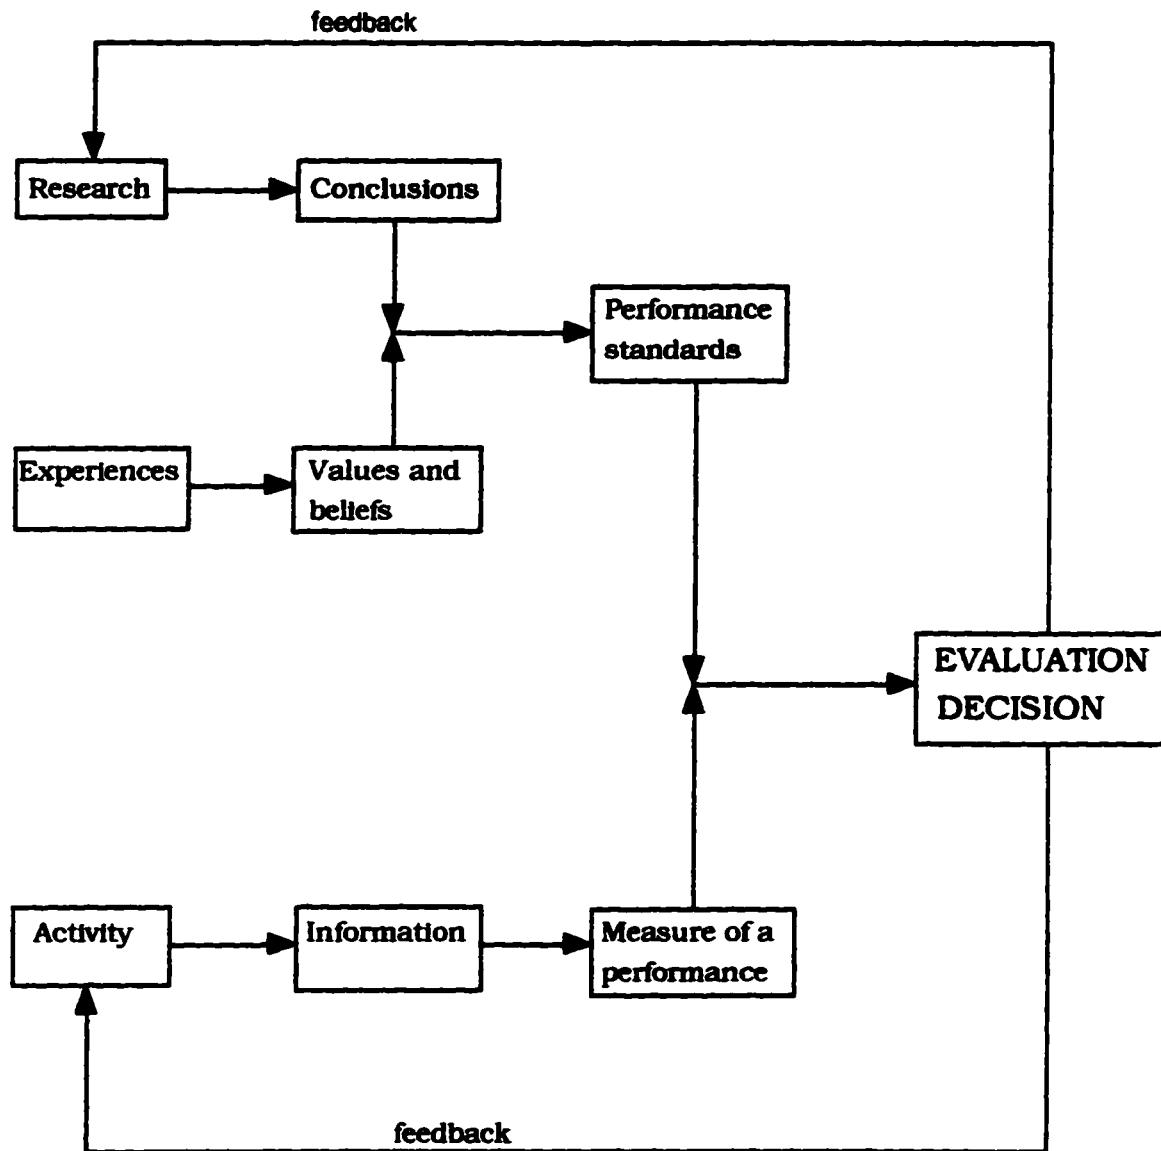 feedback
Research
Conclusions
Performance
standards
Experiences
Values and
beliefs
EVALUATION
DECISION
Activity
Information
Measure of a
performance
feedback